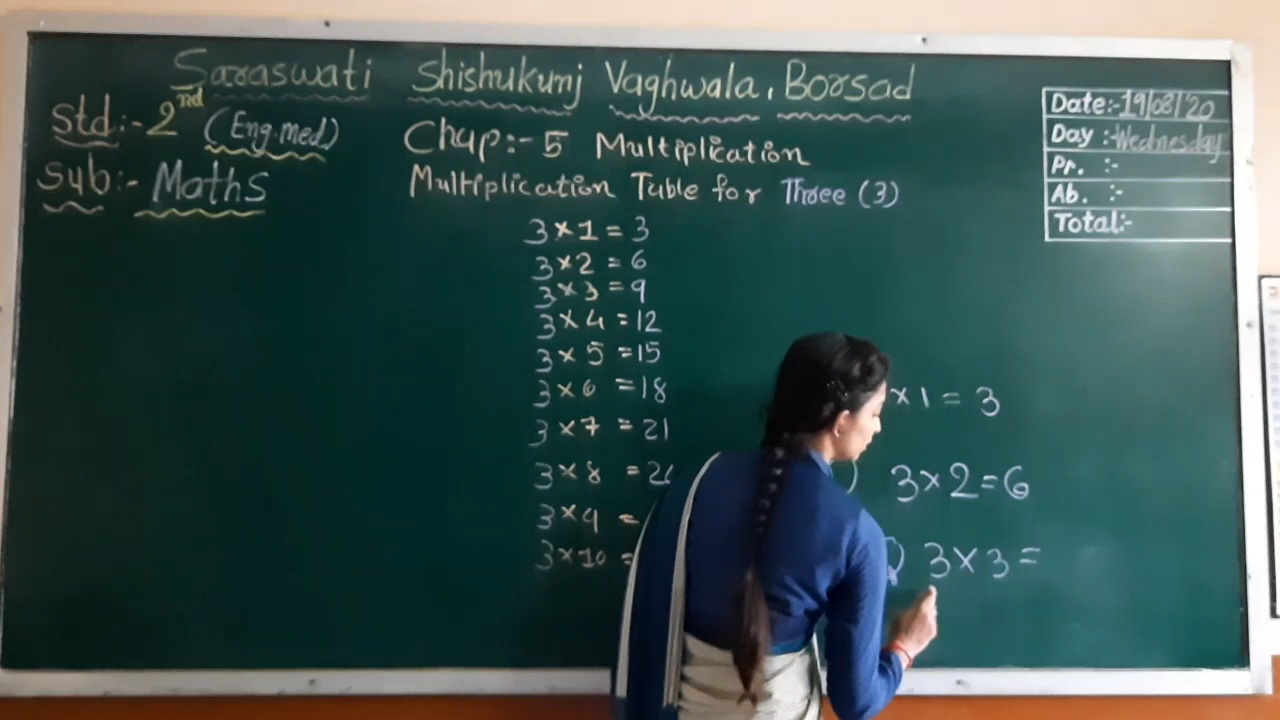 Saraswati Shishukunj Vaghwala, Borsad
Std:- 2nd (Eng.med)
Sub:- Maths
Chap:- 5 Multiplication
Multiplication Table for Three (3)
3×1 = 3
3×2 = 6
3×3 = 9
3×4 = 12
3×5 = 15
3×6 = 18
3×7 = 21
3×8 =
3×9 =
3×10 =
×1 = 3
3×2=6
3×3=
Date:- 19/08/'20
Day :- Wednesday
Pr. :-
Ab. :-
Total:-